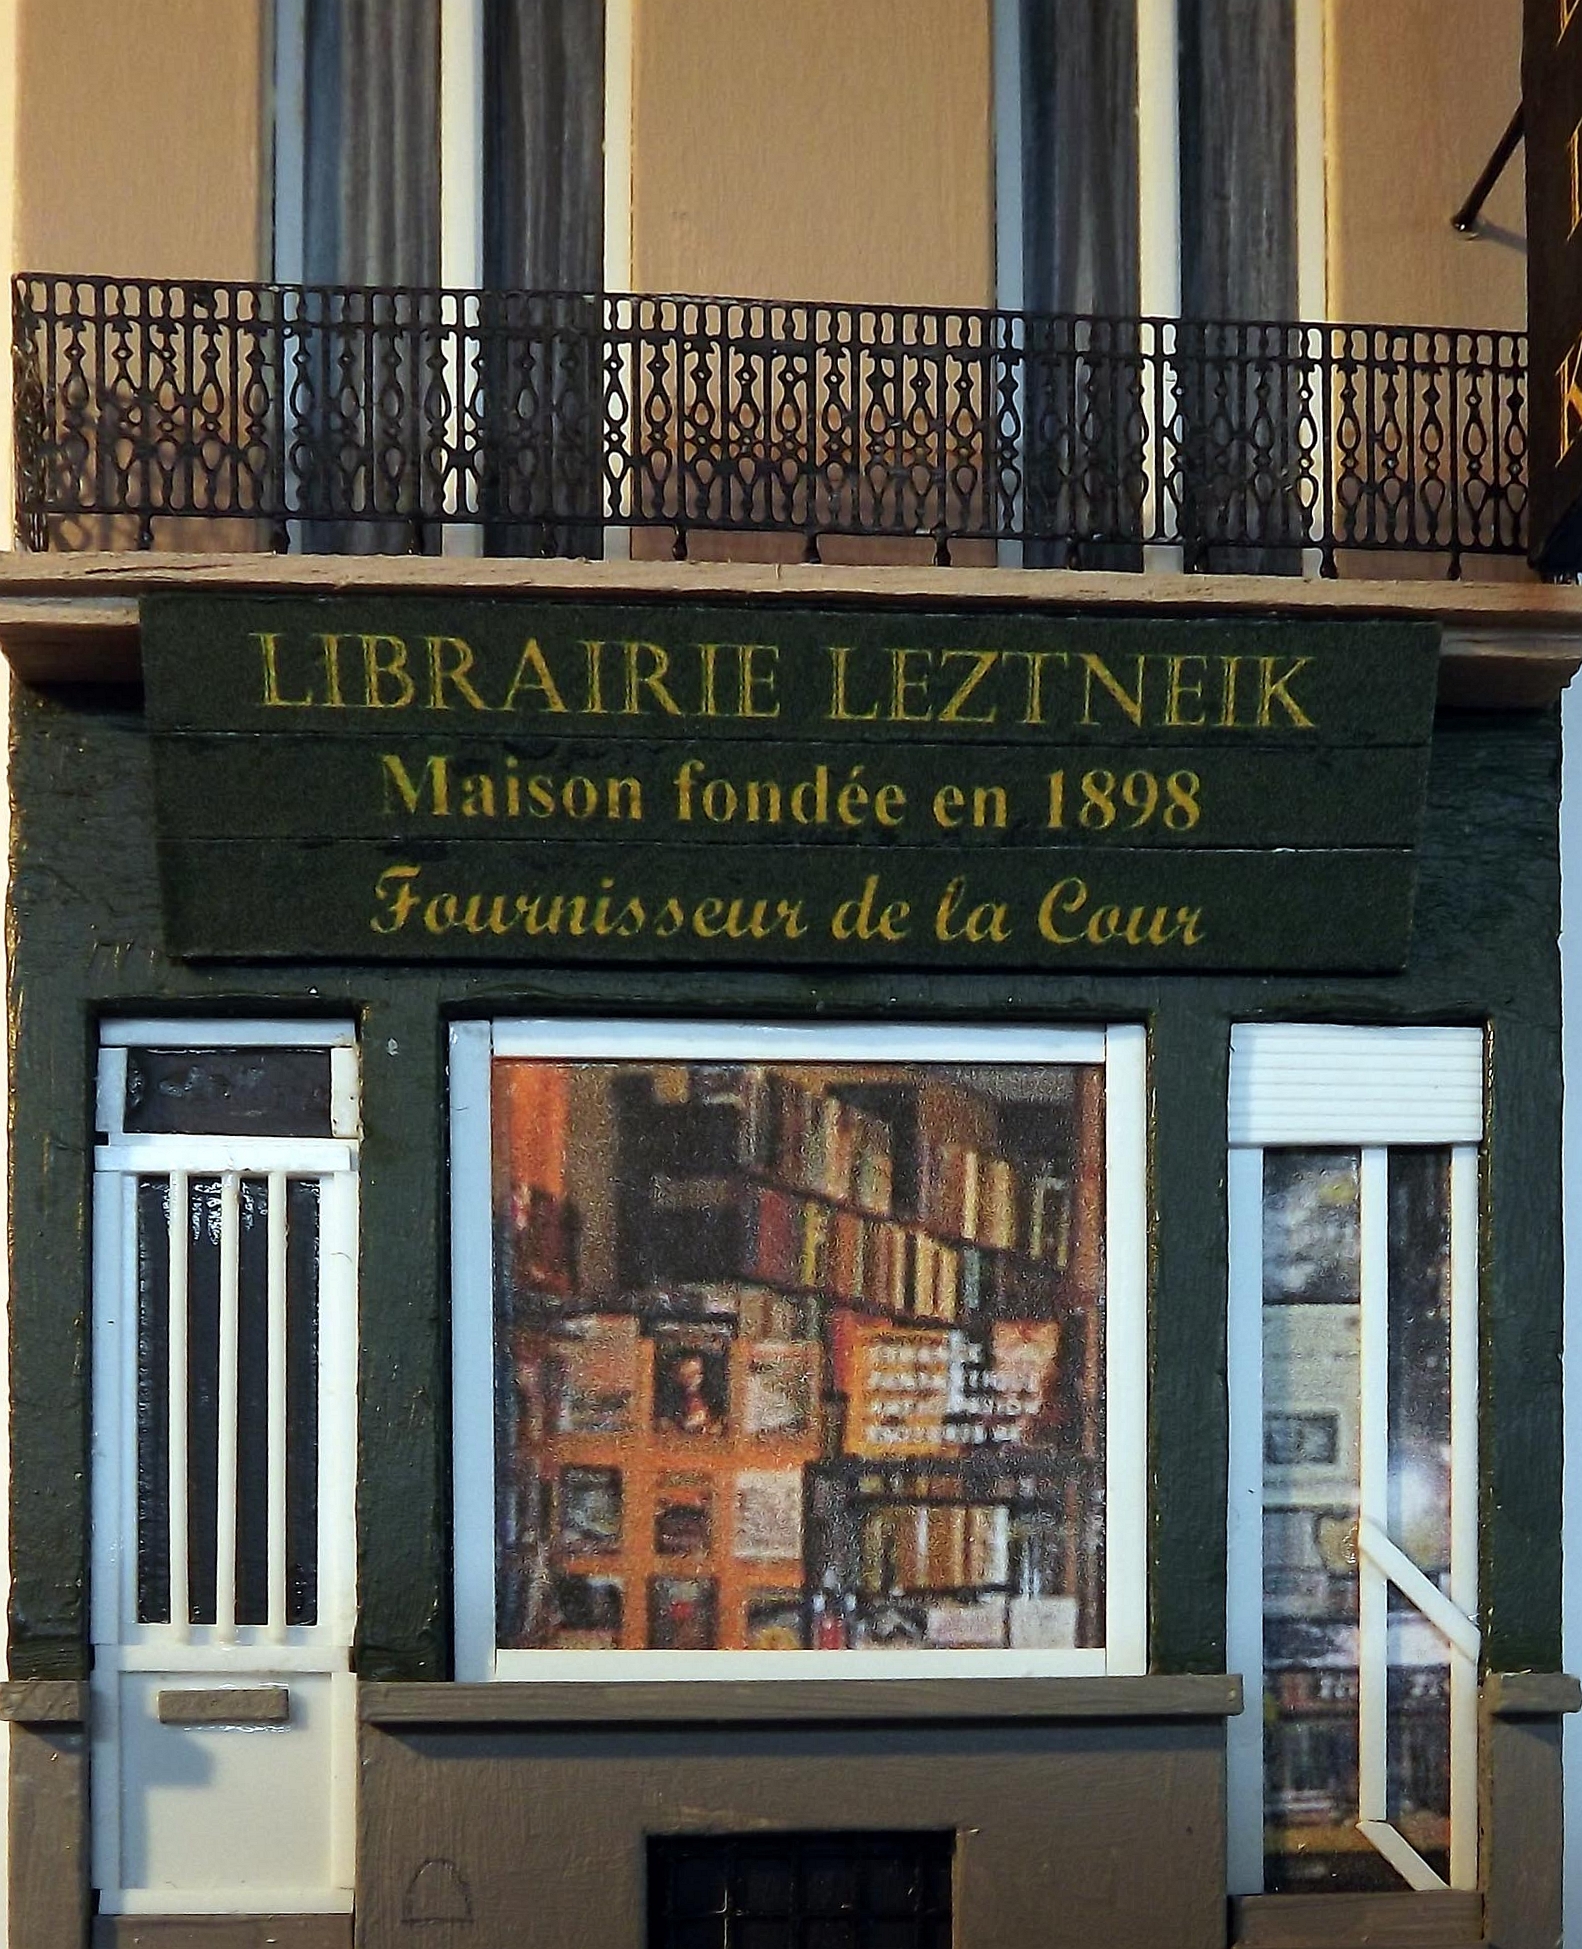 LIBRAIRIE LEZTNEIK
Maison fondée en 1898
Fournisseur de la Cour